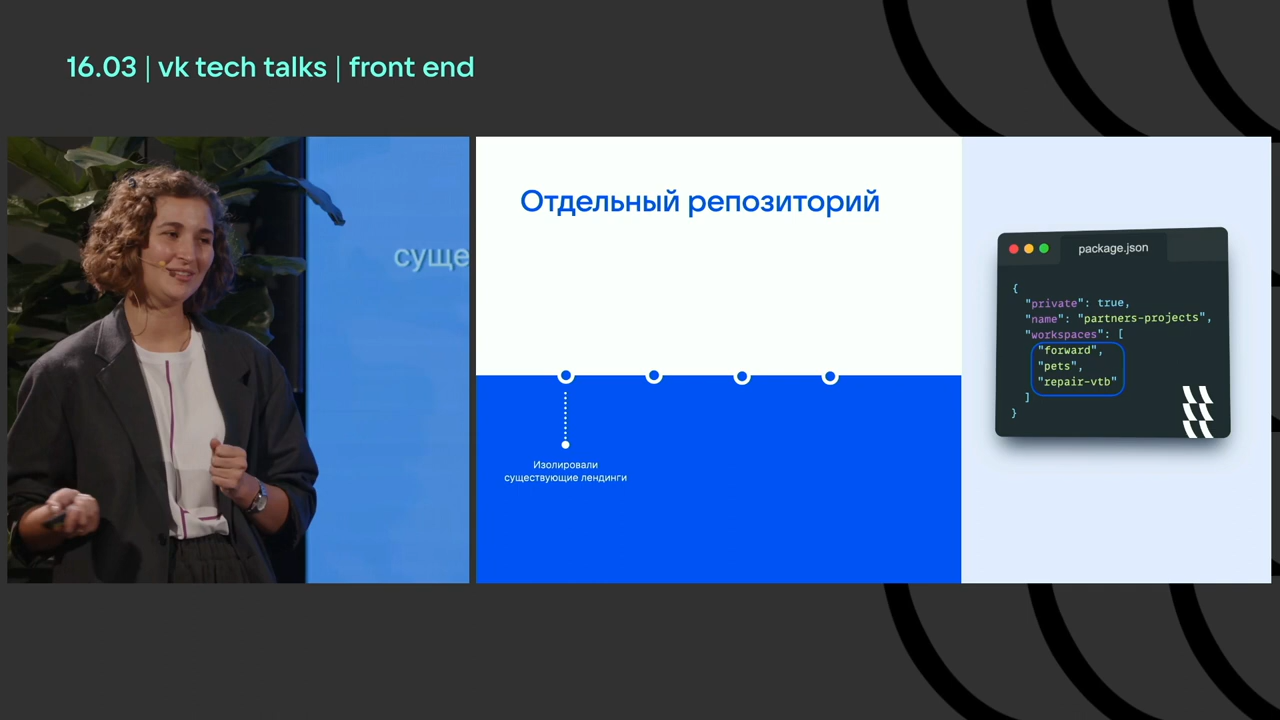 16.03 | vk tech talks | front end
суще
Отдельный репозиторий
Изолировали
существующие лендинги
package.json
{
"private": true,
"name": "partners-projects",
"workspaces": [
"forward",
"pets",
"repair-vtb"
]
}